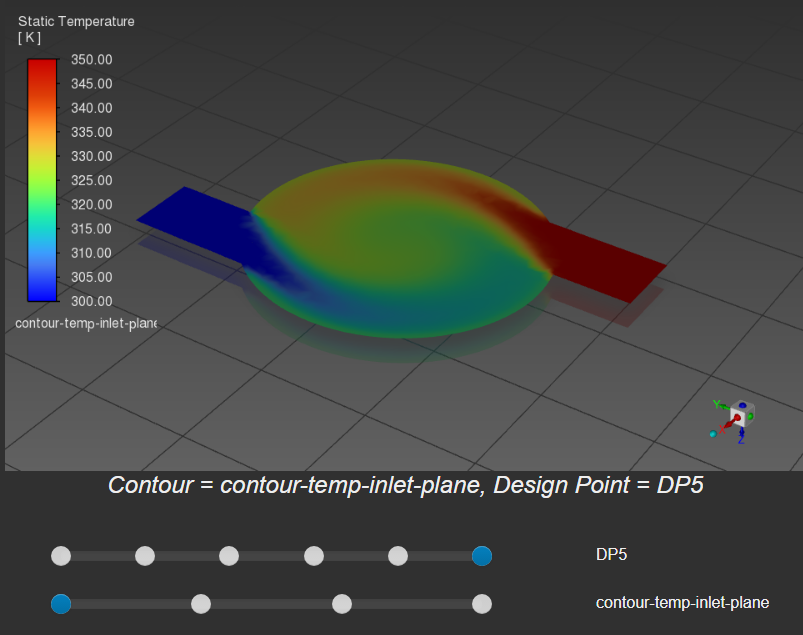 Static Temperature
[ K ]
350.00
345.00
340.00
335.00
330.00
325.00
320.00
315.00
310.00
305.00
300.00
contour-temp-inlet-plane
Y
X
Z
Contour = contour-temp-inlet-plane, Design Point = DP5
DP5
contour-temp-inlet-plane